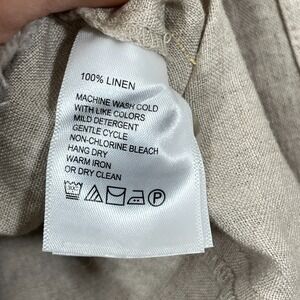 100% LINEN
MACHINE WASH COLD
WITH LIKE COLORS
MILD DETERGENT
GENTLE CYCLE
NON-CHLORINE BLEACH
HANG DRY
WARM IRON
OR DRY CLEAN
P